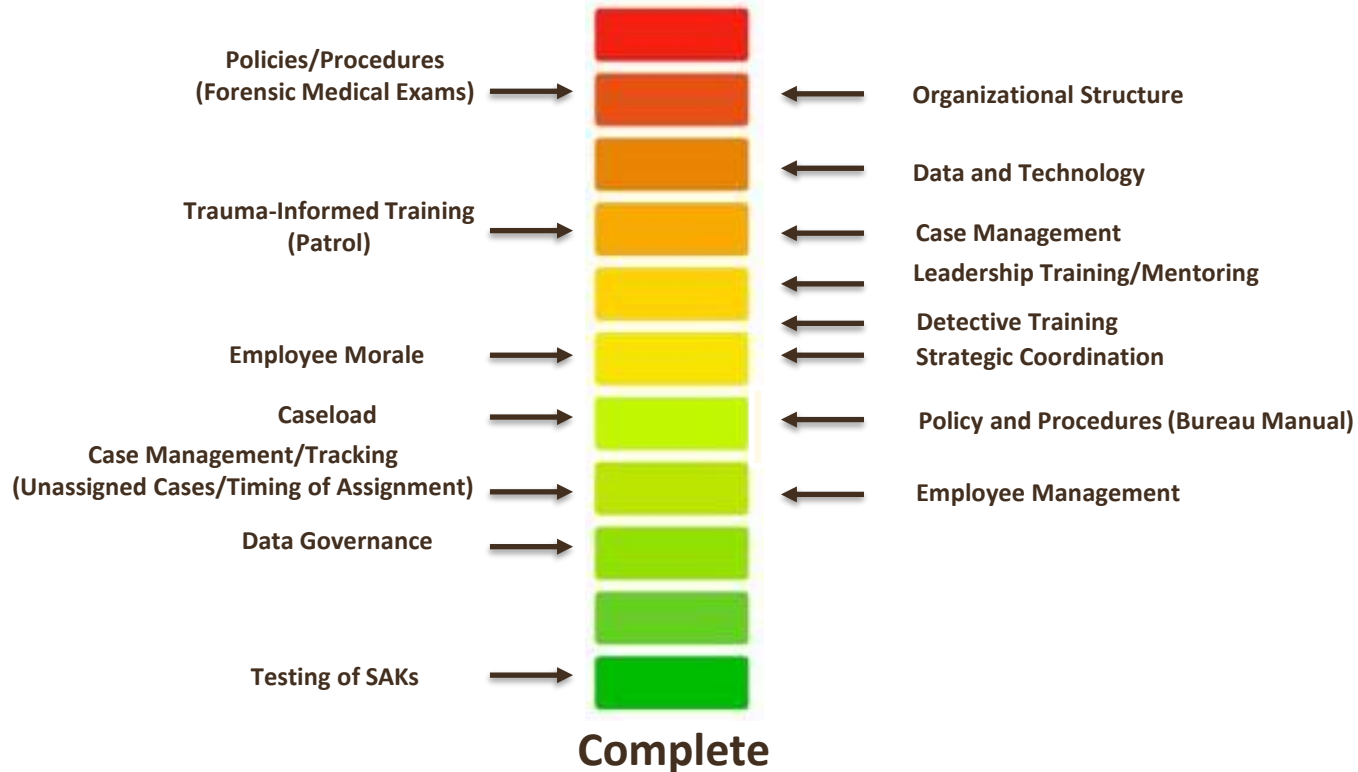 Policies/Procedures
(Forensic Medical Exams)
Organizational Structure
Data and Technology
Trauma-Informed Training
(Patrol)
Case Management
Leadership Training/Mentoring
Detective Training
Employee Morale
Strategic Coordination
Caseload
Policy and Procedures (Bureau Manual)
Case Management/Tracking
(Unassigned Cases/Timing of Assignment)
Employee Management
Data Governance
Testing of SAKs
Complete